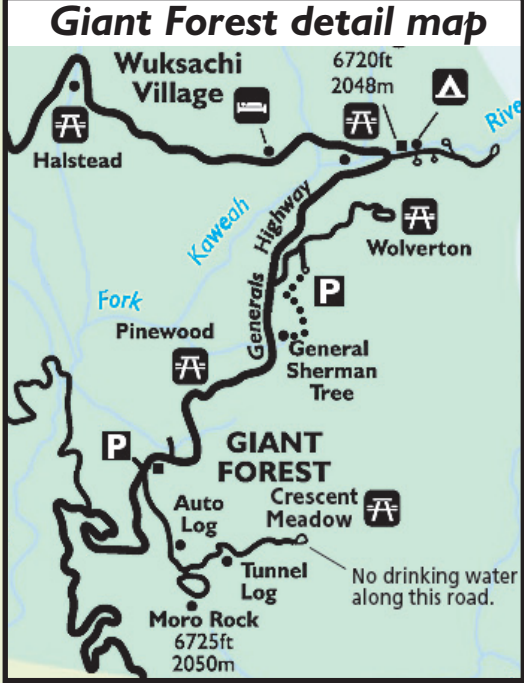 Giant Forest detail map
Wuksachi
Village
6720ft
2048m
Rive
Halstead
Kaweah
Generals Highway
Wolverton
P
Fork
Pinewood
General
Sherman
Tree
P
GIANT
FOREST
Crescent
Meadow
Auto
Log
Tunnel
Log
No drinking water
along this road.
Moro Rock
6725ft
2050m